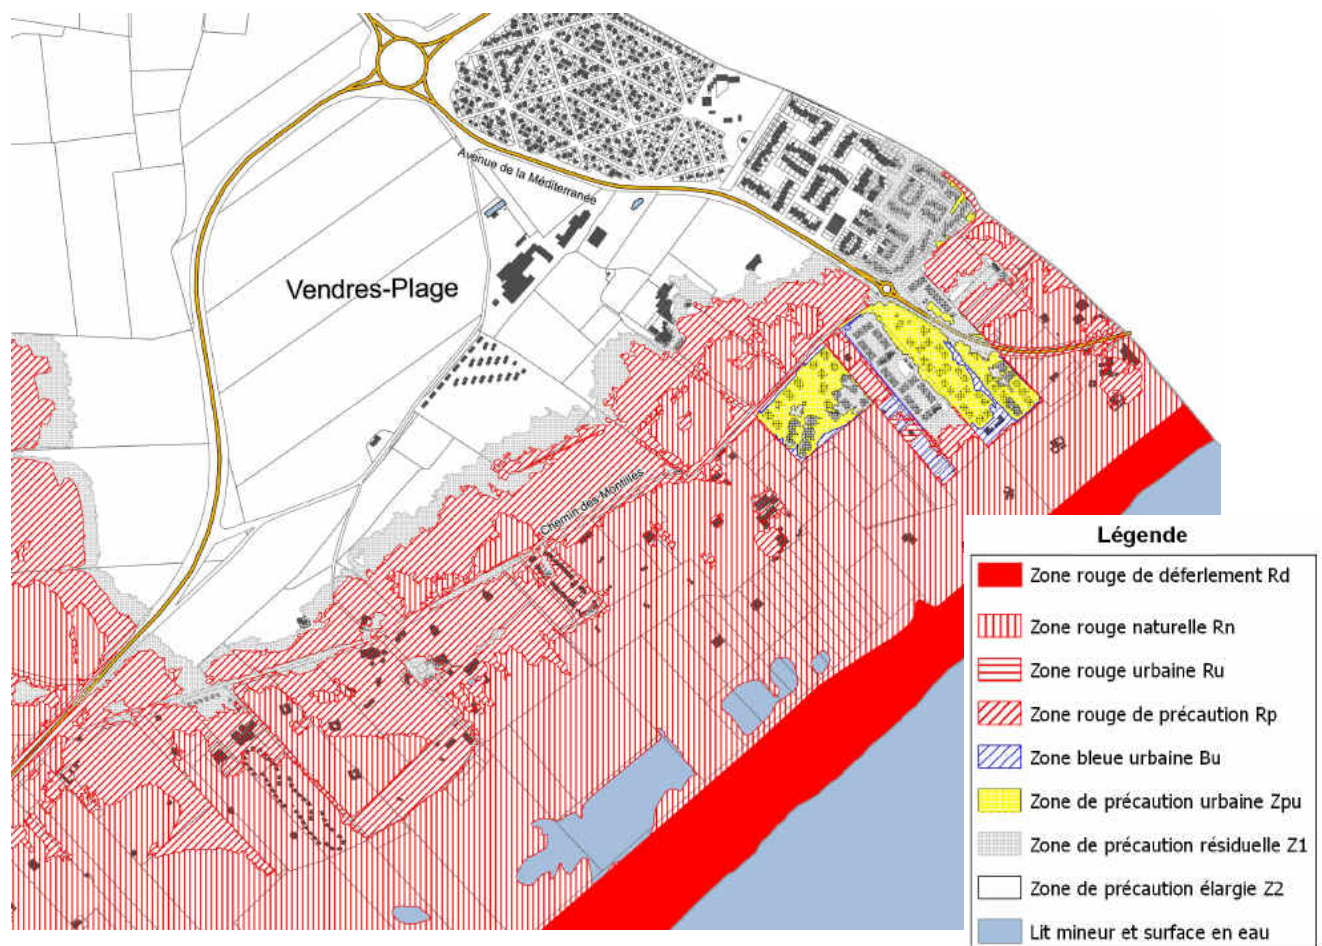 Avenue de la Méditerranée
Vendres-Plage
Chemin des Montilles
Légende
Zone rouge de déferlement Rd
Zone rouge naturelle Rn
Zone rouge urbaine Ru
Zone rouge de précaution Rp
Zone bleue urbaine Bu
Zone de précaution urbaine Zpu
Zone de précaution résiduelle Z1
Zone de précaution élargie Z2
Lit mineur et surface en eau